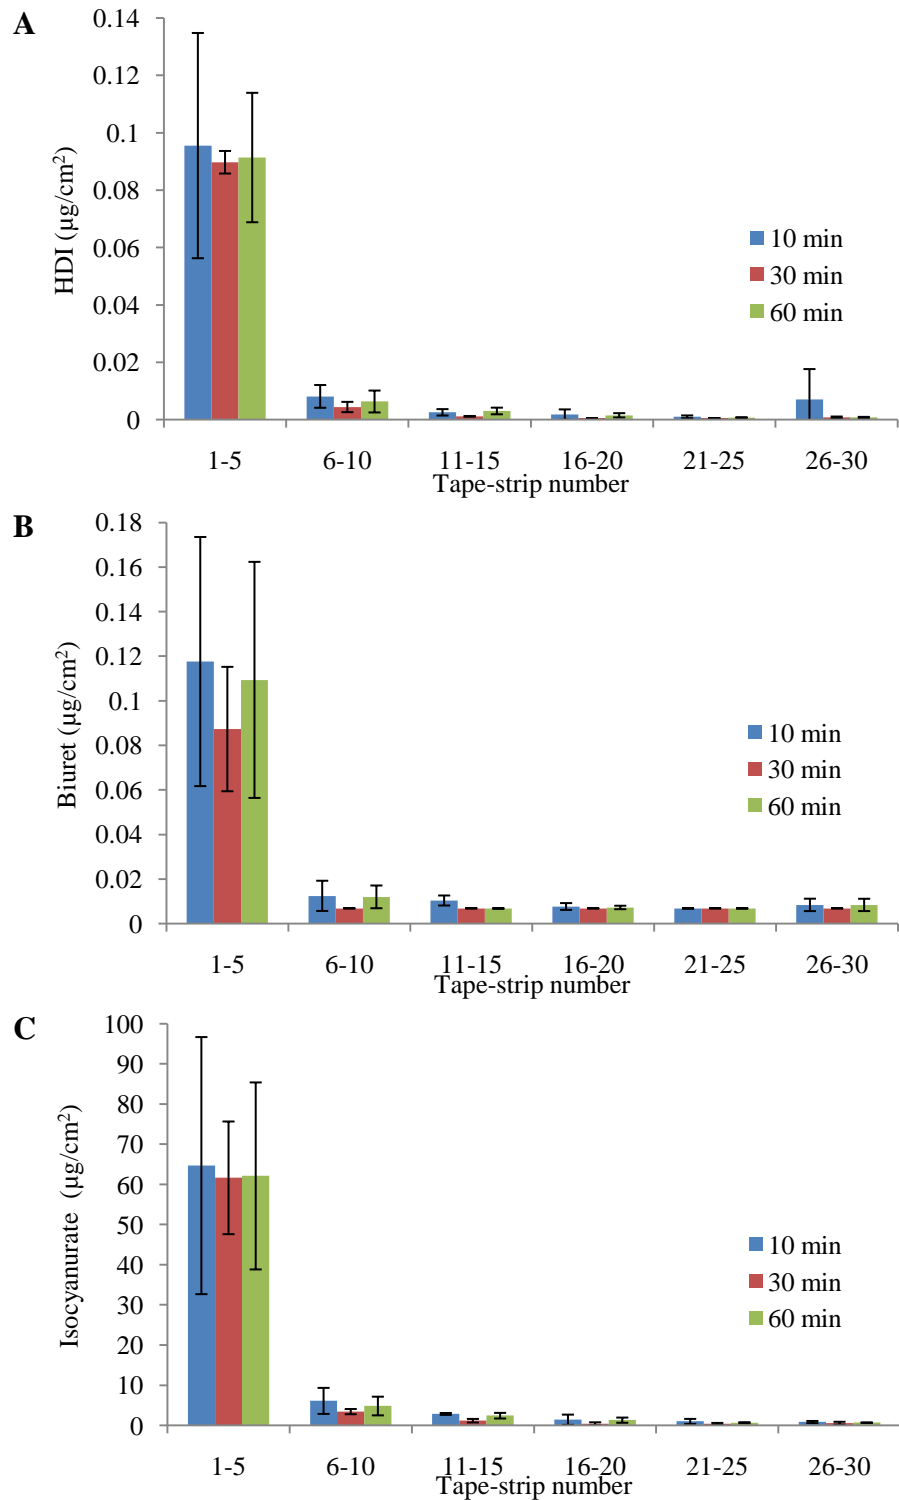 A
0.14
0.12
0.1
0.08
0.06
0.04
0.02
0
HDI (µg/cm²)
10 min
30 min
60 min
1-5 6-10 11-15 16-20 21-25 26-30
Tape-strip number
B
0.18
0.16
0.14
0.12
0.1
0.08
0.06
0.04
0.02
0
Biuret (µg/cm²)
10 min
30 min
60 min
1-5 6-10 11-15 16-20 21-25 26-30
Tape-strip number
C
100
90
80
70
60
50
40
30
20
10
0
Isocyanurate (µg/cm²)
10 min
30 min
60 min
1-5 6-10 11-15 16-20 21-25 26-30
Tape-strip number